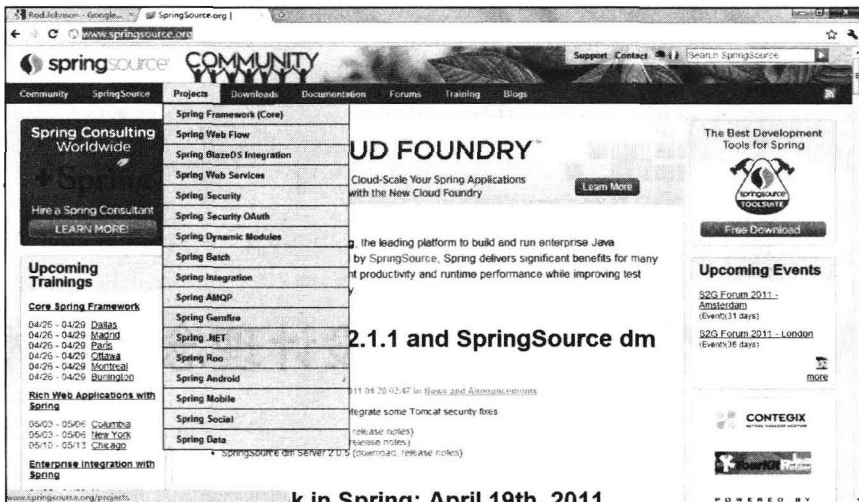 Rod Johnson - Google...
SpringSource.org |
www.springsource.org
springsource COMMUNITY
Support Contact
Search SpringSource
Community SpringSource Projects Downloads Documentation Forums Training Blogs
Spring Framework (Core)
Spring Web Flow
Spring BlazeDS Integration
Spring Web Services
Spring Security
Spring Security OAuth
Spring Dynamic Modules
Spring Batch
Spring Integration
Spring AMQP
Spring Gemfire
Spring .NET
Spring Roo
Spring Android
Spring Mobile
Spring Social
Spring Data
Spring Consulting
Worldwide
+ Spring
Hire a Spring Consultant
LEARN MORE!
Upcoming
Trainings
Core Spring Framework
04/26 - 04/29 Dallas
04/26 - 04/29 Madrid
04/26 - 04/29 Paris
04/26 - 04/29 Ottawa
04/26 - 04/29 Montreal
04/26 - 04/29 Burlington
Rich Web Applications with
Spring
05/03 - 05/06 Columbia
05/03 - 05/06 New York
05/10 - 05/13 Chicago
Enterprise Integration with
Spring
www.springsource.org/projects
UD FOUNDRY
Cloud-Scale Your Spring Applications
with the New Cloud Foundry
Learn More
g, the leading platform to build and run enterprise Java
by SpringSource, Spring delivers significant benefits for many
nt productivity and runtime performance while improving test
y.
2.1.1 and SpringSource dm
011-04-20 02:47 in News and Announcements
ntegrate some Tomcat security fixes
release notes)
release notes)
SpringSource dm Server 2.0.5 (download, release notes)
k in Spring: April 19th, 2011
The Best Development
Tools for Spring
springsource
TOOLSUITE
Free Download
Upcoming Events
S2G Forum 2011 -
Amsterdam
(Event)(31 days)
S2G Forum 2011 - London
(Event)(36 days)
more
CONTEGIX
YourKit Profiler
POWERED BY